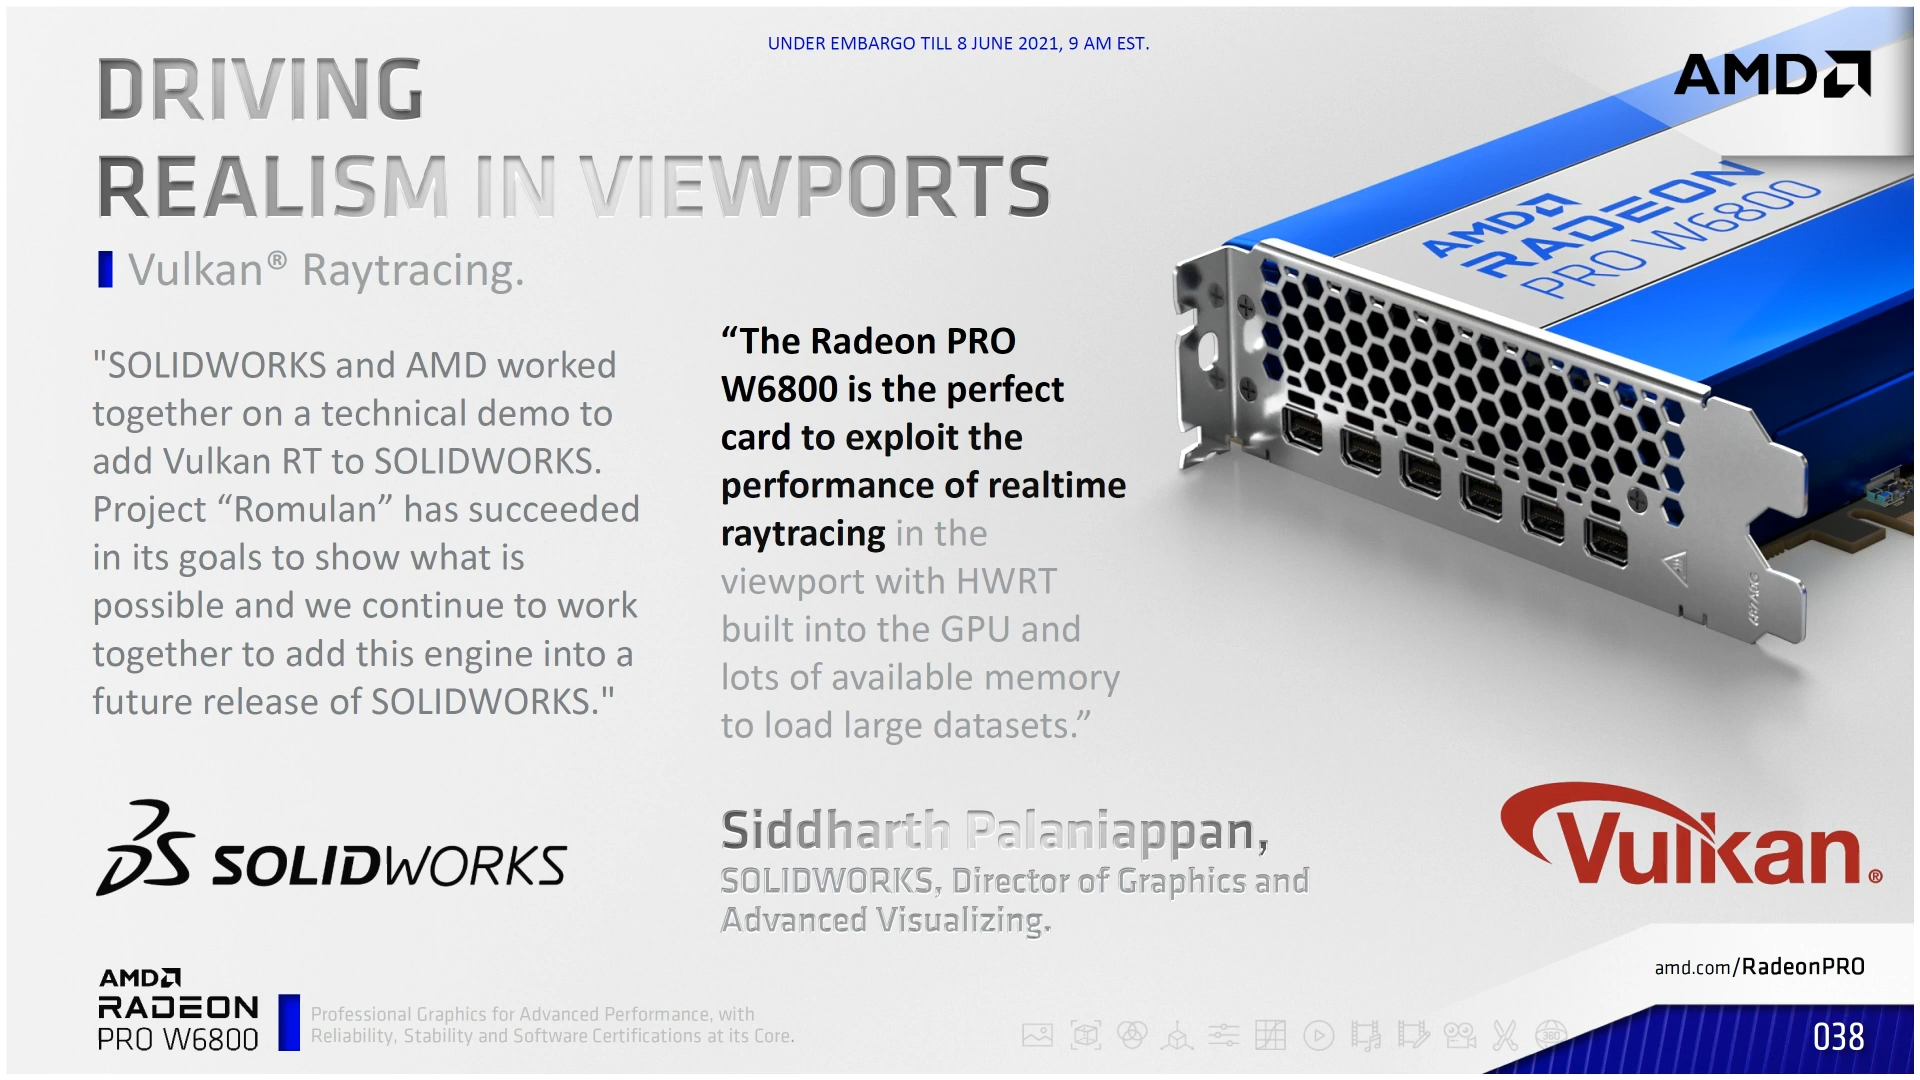 UNDER EMBARGO TILL 8 JUNE 2021, 9 AM EST.
AMD
DRIVING
REALISM IN VIEWPORTS
Vulkan® Raytracing.
"SOLIDWORKS and AMD worked
together on a technical demo to
add Vulkan RT to SOLIDWORKS.
Project “Romulan” has succeeded
in its goals to show what is
possible and we continue to work
together to add this engine into a
future release of SOLIDWORKS."
“The Radeon PRO
W6800 is the perfect
card to exploit the
performance of realtime
raytracing in the
viewport with HWRT
built into the GPU and
lots of available memory
to load large datasets.”
AMD
RADEON
PRO W6800
SOLIDWORKS
Siddharth Palaniappan,
SOLIDWORKS, Director of Graphics and
Advanced Visualizing.
Vulkan®
amd.com/RadeonPRO
AMD
RADEON
PRO W6800
Professional Graphics for Advanced Performance, with
Reliability, Stability and Software Certifications at its Core.
360
038